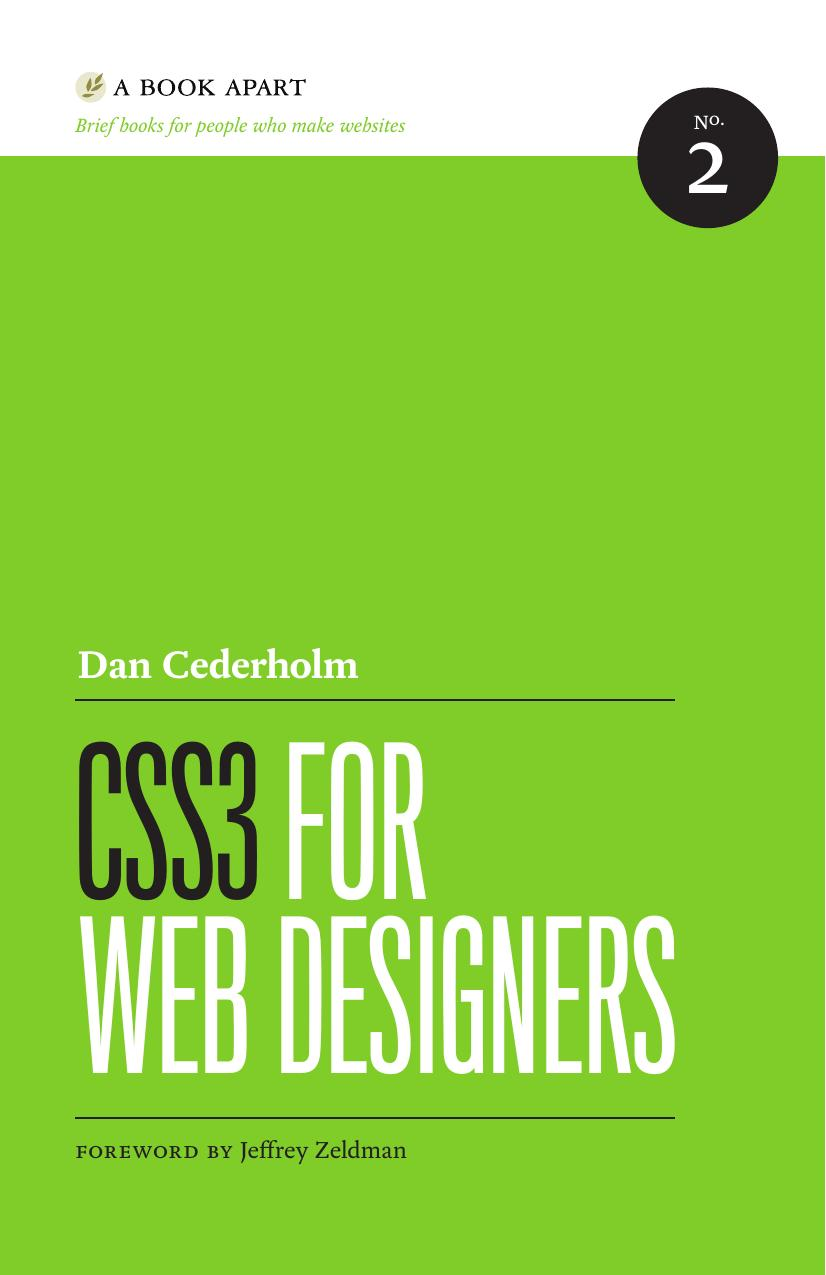 A BOOK APART
Brief books for people who make websites
No.
2
Dan Cederholm
CSS3 FOR
WEB DESIGNERS
FOREWORD BY Jeffrey Zeldman